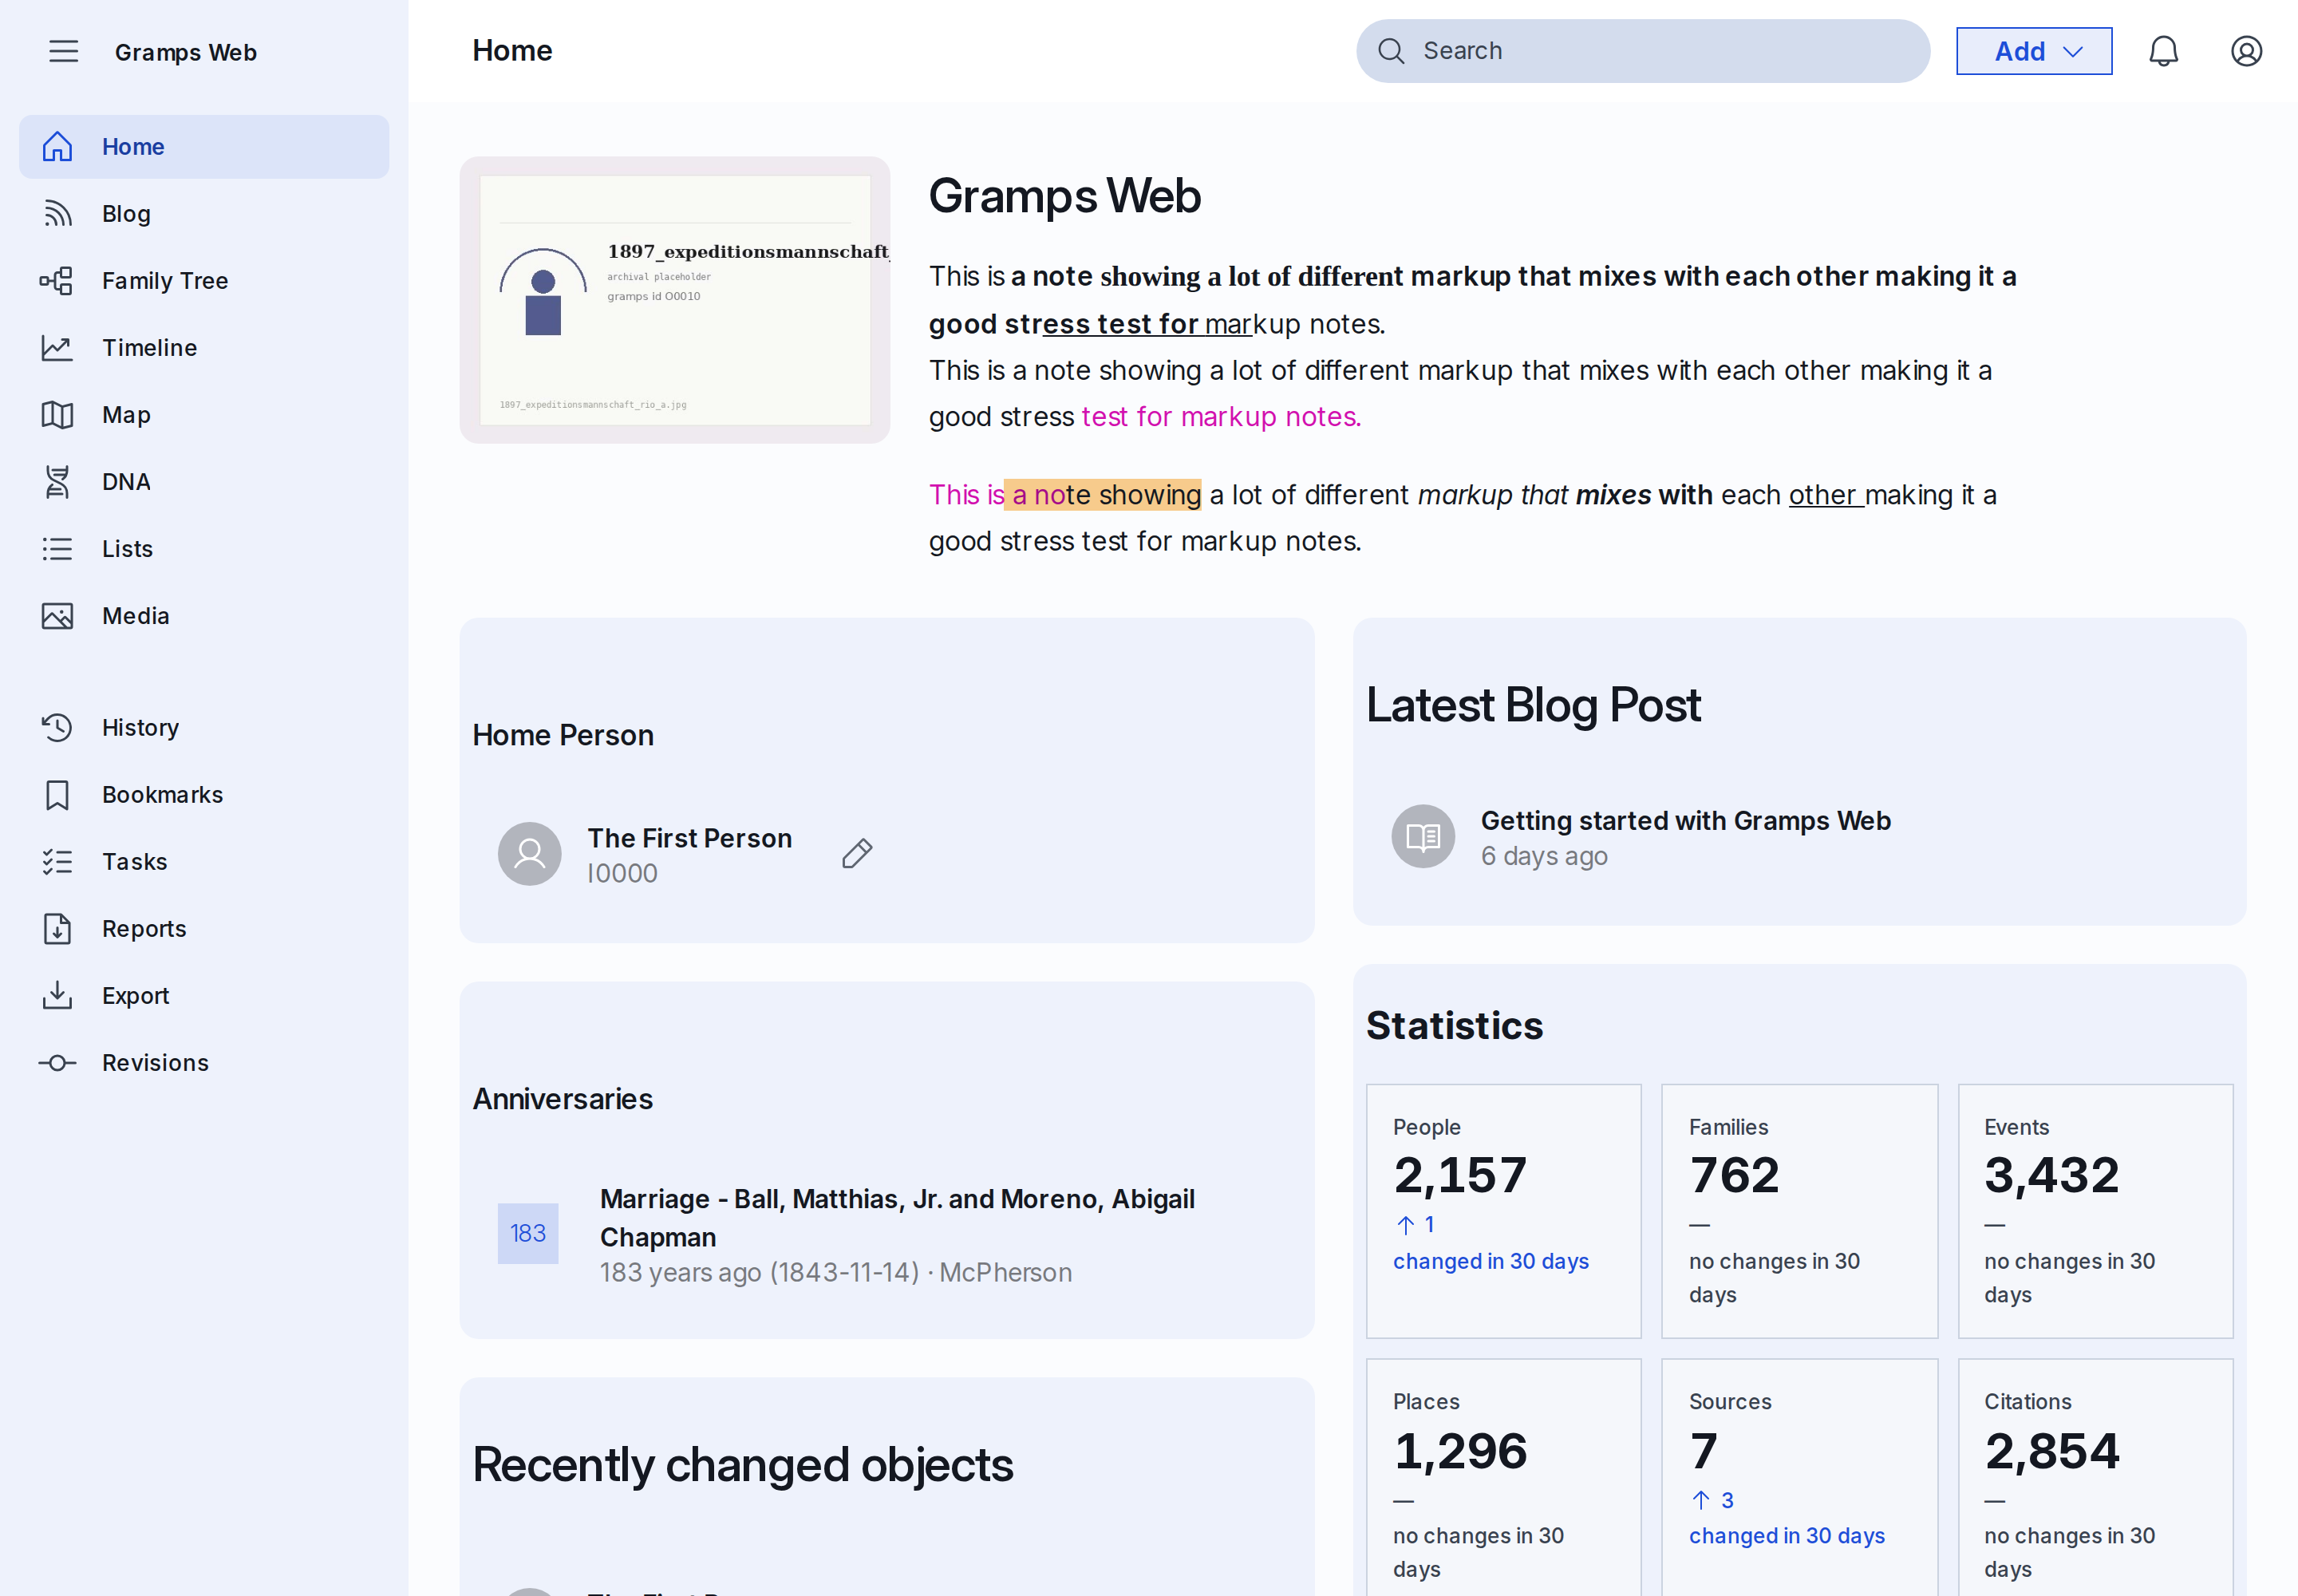 Gramps Web
Home
Search
Add
Home
Blog
Family Tree
Timeline
Map
DNA
Lists
Media
History
Bookmarks
Tasks
Reports
Export
Revisions
1897_expeditionsmannschaft_
archival placeholder
gramps id O0010
1897_expeditionsmannschaft_rio_a.jpg
Gramps Web
This is a note showing a lot of different markup that mixes with each other making it a
good stress test for markup notes.
This is a note showing a lot of different markup that mixes with each other making it a
good stress test for markup notes.
This is a note showing a lot of different markup that mixes with each other making it a
good stress test for markup notes.
Home Person
The First Person
I0000
Anniversaries
183
Marriage - Ball, Matthias, Jr. and Moreno, Abigail
Chapman
183 years ago (1843-11-14) · McPherson
Recently changed objects
Latest Blog Post
Getting started with Gramps Web
6 days ago
Statistics
People
2,157
↑ 1
changed in 30 days
Families
762
—
no changes in 30
days
Events
3,432
—
no changes in 30
days
Places
1,296
—
no changes in 30
days
Sources
7
↑ 3
changed in 30 days
Citations
2,854
—
no changes in 30
days